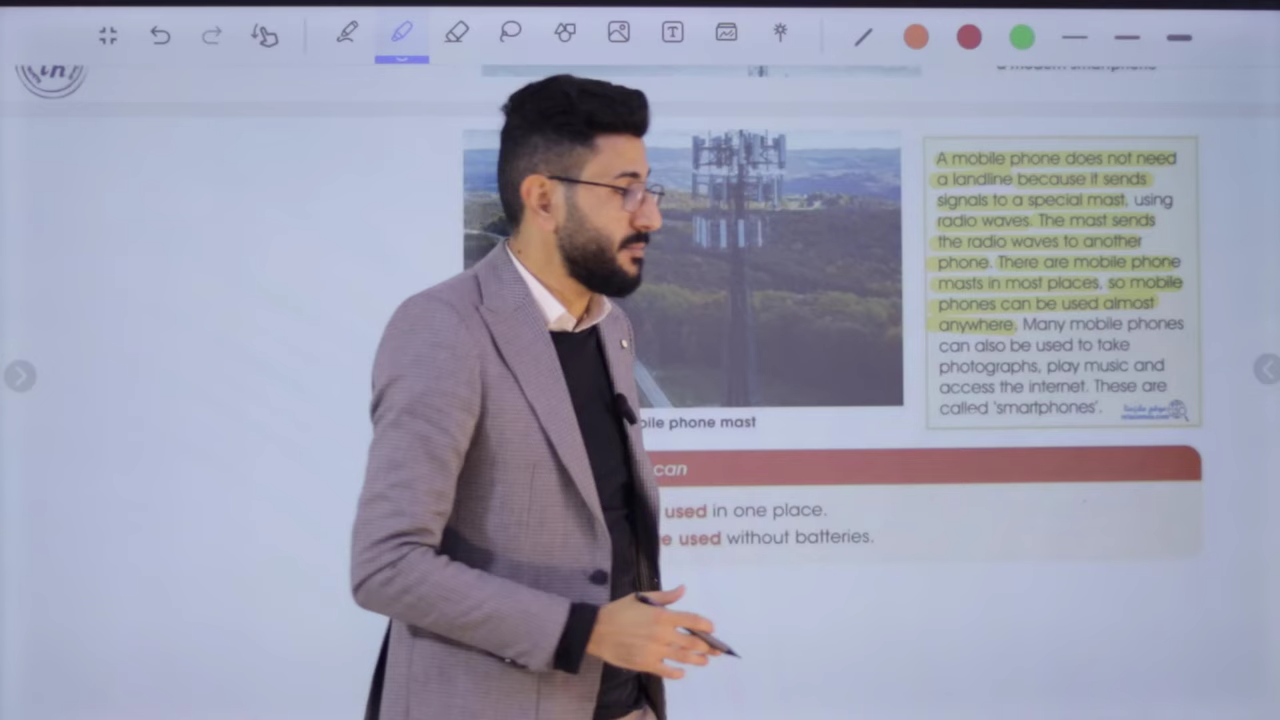 a modern smartphone
A mobile phone does not need
a landline because it sends
signals to a special mast, using
radio waves. The mast sends
the radio waves to another
phone. There are mobile phone
masts in most places, so mobile
phones can be used almost
anywhere. Many mobile phones
can also be used to take
photographs, play music and
access the internet. These are
called 'smartphones'.
bile phone mast
can
used in one place.
e used without batteries.